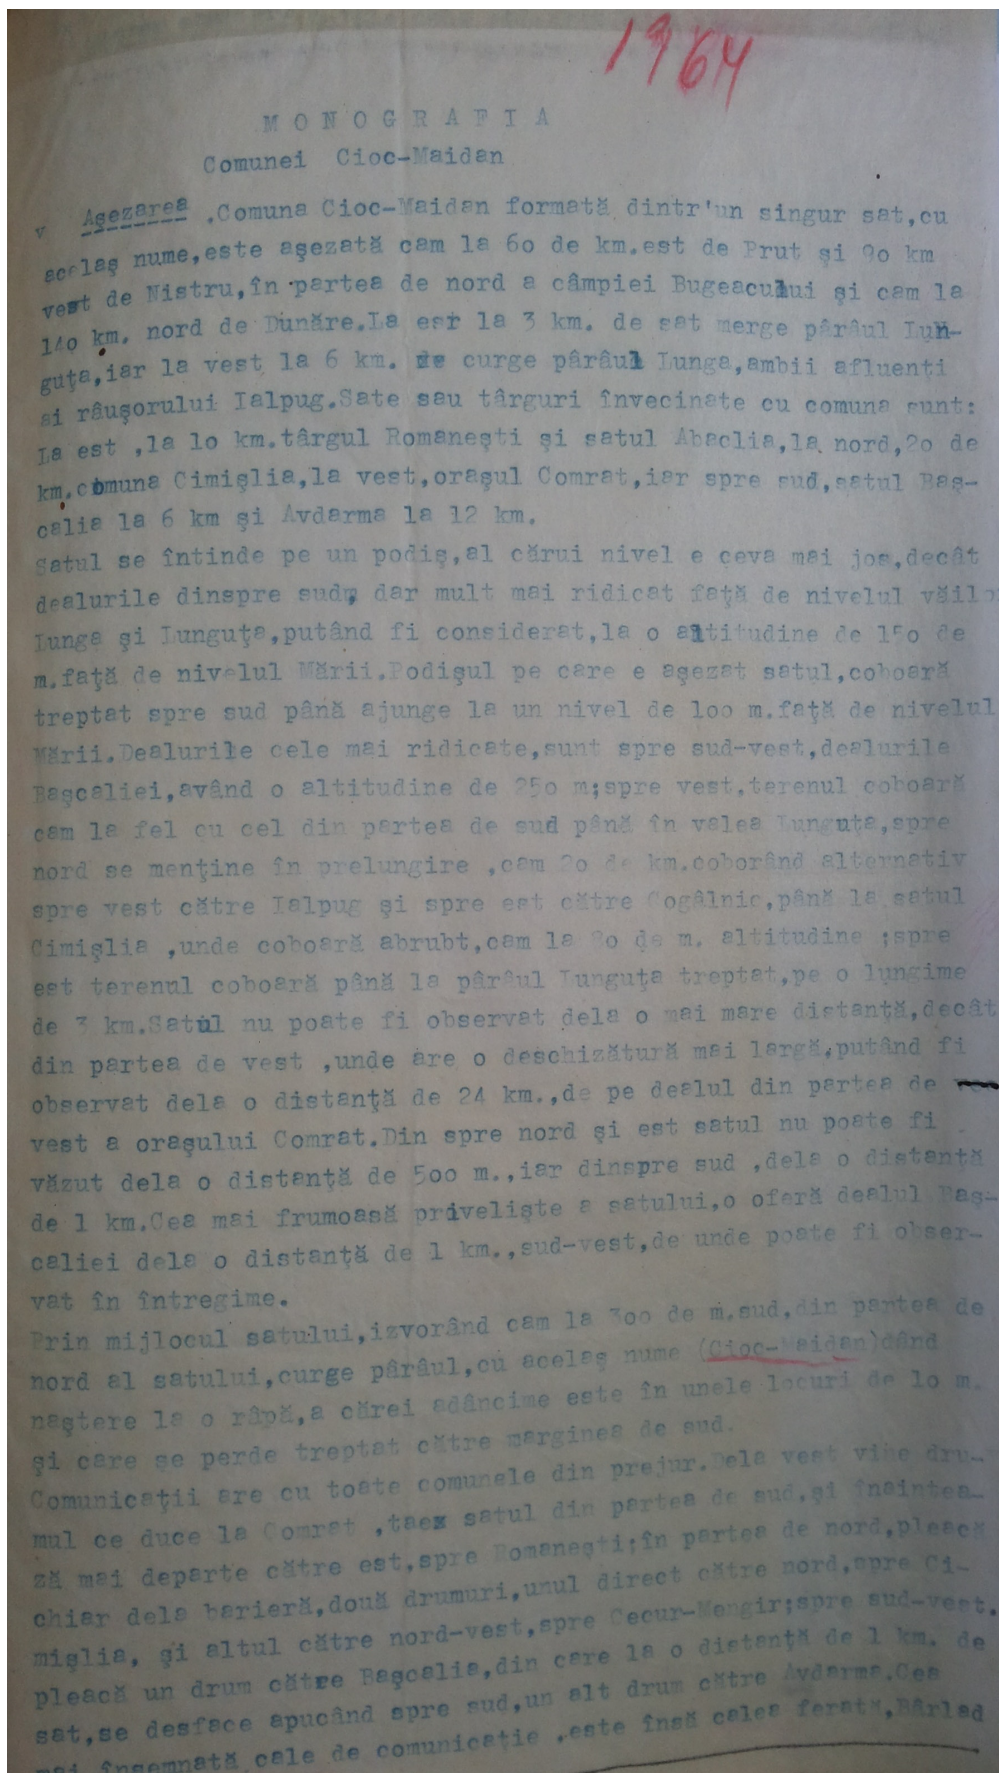 1964
MONOGRAFIA
Comunei Cioc-Maidan
v Aşezarea .Comuna Cioc-Maidan formată dintr'un singur sat,cu
acelaş nume,este aşezată cam la 6o de km.est de Prut şi 9o km
vest de Nistru,în partea de nord a câmpiei Bugeacului şi cam la
14o km. nord de Dunăre.La est la 3 km. de sat merge pârâul Lun-
guţa,iar la vest la 6 km. de curge pârâul Lunga,ambii afluenti
ai râuşorului Ialpug.Sate sau târguri învecinate cu comuna sunt:
La est ,la lo km.târgul Romaneşti şi satul Abaclia,la nord,2o de
km.comuna Cimişlia,la vest,oraşul Comrat,iar spre sud,satul Baş-
calia la 6 km şi Avdarma la 12 km.
Satul se întinde pe un podiş,al cărui nivel e ceva mai jos,decât
dealurile dinspre sud, dar mult mai ridicat faţă de nivelul văilo
Lunga şi Lunguţa,putând fi considerat,la o altitudine de 15o de
m.faţă de nivelul Mării.Podişul pe care e aşezat satul,coboară
treptat spre sud până ajunge la un nivel de loo m.faţă de nivelul
Mării.Dealurile cele mai ridicate,sunt spre sud-vest,dealurile
Başcaliei,având o altitudine de 25o m;spre vest,terenul coboară
cam la fel cu cel din partea de sud până în valea Lunguţa,spre
nord se menţine în prelungire ,cam 2o de km.coborând alternativ
spre vest către Ialpug şi spre est către Cogâlnic,până la satul
Cimişlia ,unde coboară abrubt,cam la 8o de m. altitudine ;spre
est terenul coboară până la pârâul Lunguţa treptat,pe o lungime
de 3 km.Satul nu poate fi observat dela o mai mare distanţă,decât
din partea de vest ,unde are o deschizătură mai largă,putând fi
observat dela o distanţă de 24 km.,de pe dealul din partea de
vest a oraşului Comrat.Din spre nord şi est satul nu poate fi
văzut dela o distanţă de 5oo m.,iar dinspre sud ,dela o distantă
de 1 km.Cea mai frumoasă privelişte a satului,o oferă dealul Baş-
caliei dela o distanţă de 1 km.,sud-vest,de unde poate fi obser-
vat în întregime.
Prin mijlocul satului,izvorând cam la 3oo de m.sud,din partea de
nord al satului,curge pârâul,cu acelaş nume (Cioc-Maidan)dând
naştere la o râpă,a cărei adâncime este în unele locuri de lo m.
şi care se perde treptat către marginea de sud.
Comunicaţii are cu toate comunele din prejur.Dela vest vine dru-
mul ce duce la Comrat ,taex satul din partea de sud,şi înaintea-
ză mai departe către est,spre Romaneşti;în partea de nord,pleacă
chiar dela barieră,două drumuri,unul direct către nord,spre Ci-
mişlia, şi altul către nord-vest,spre Cecur-Mengir;spre sud-vest.
pleacă un drum către Başcalia,din care la o distanţă de 1 km. de
sat,se desface apucând spre sud,un alt drum către Avdarma.Cea
mai însemnată cale de comunicaţie ,este însă calea ferată,Bârlad